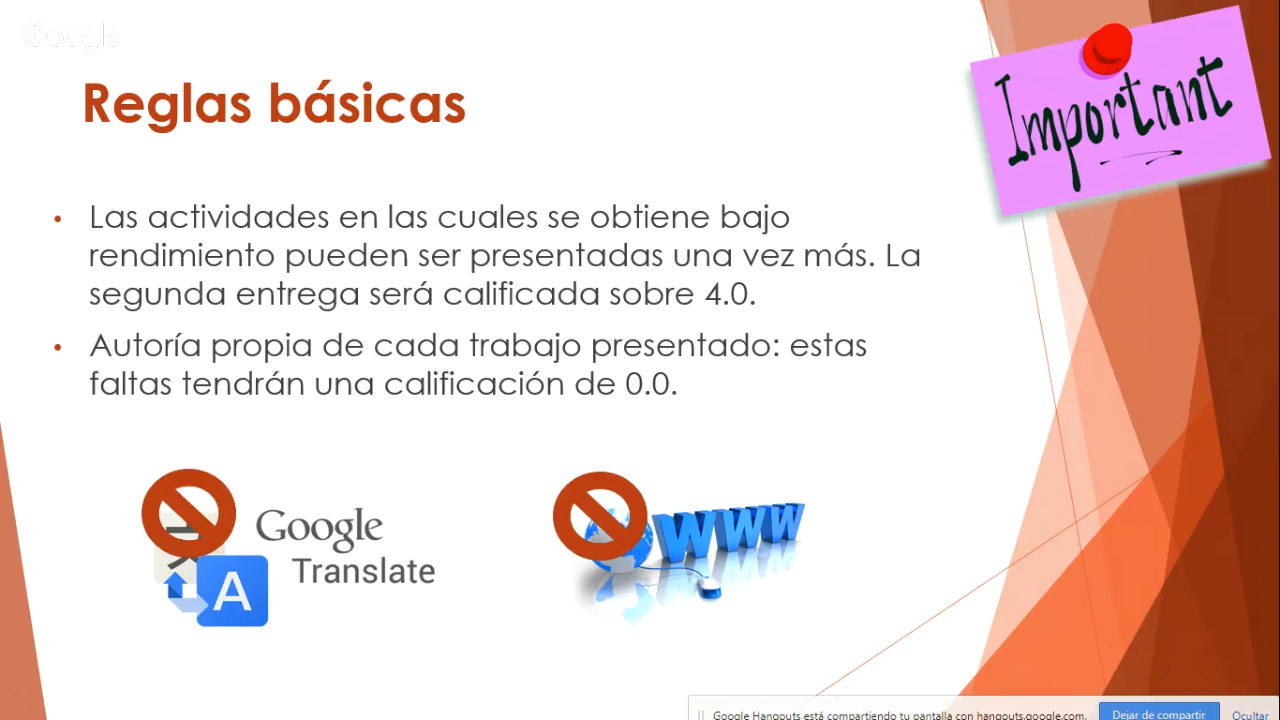 Google
Important
Reglas básicas
• Las actividades en las cuales se obtiene bajo
rendimiento pueden ser presentadas una vez más. La
segunda entrega será calificada sobre 4.0.
• Autoría propia de cada trabajo presentado: estas
faltas tendrán una calificación de 0.0.
Google
Translate
A
WWW
Google Hangouts está compartiendo tu pantalla con hangouts.google.com. Dejar de compartir Ocultar